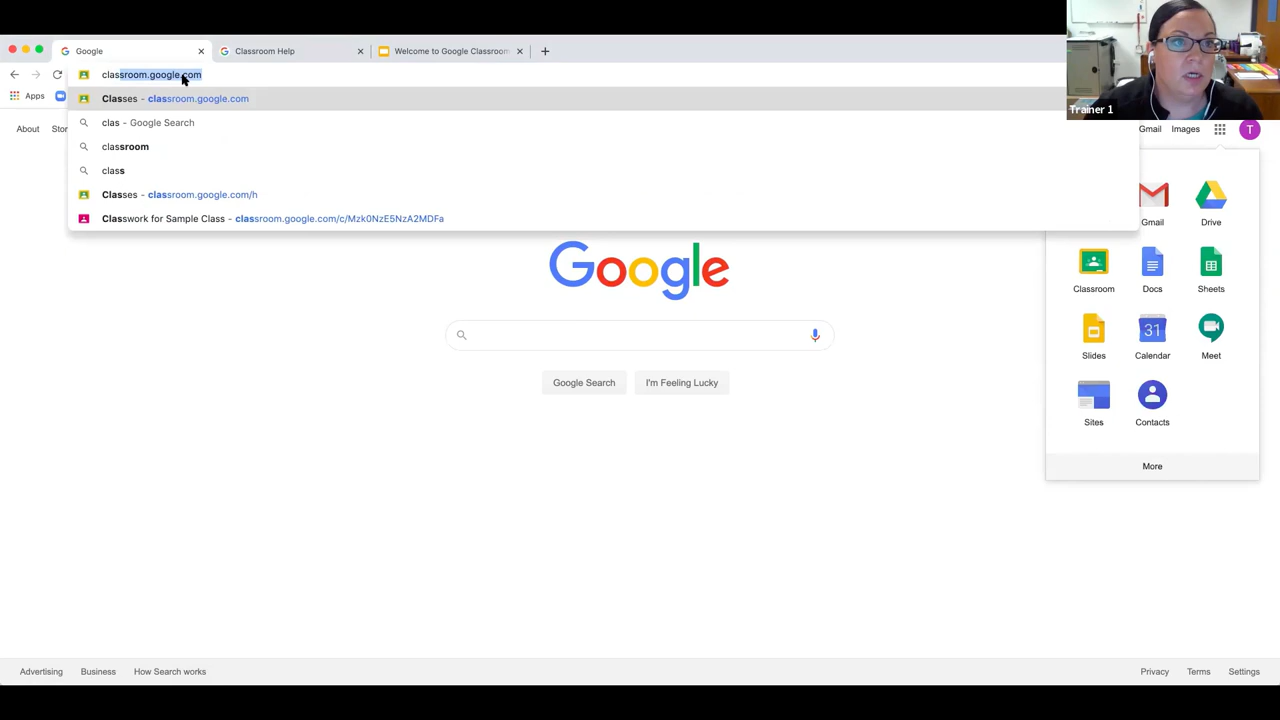 Google
Classroom Help
Welcome to Google Classroom
classroom.google.com
Apps
Classes - classroom.google.com
clas - Google Search
classroom
class
Classes - classroom.google.com/h
Classwork for Sample Class - classroom.google.com/c/Mzk0NzE5NzA2MDFa
Trainer 1
About
Gmail
Images
T
Gmail
Drive
Classroom
Docs
Sheets
31
Slides
Calendar
Meet
Sites
Contacts
More
Google
Google Search
I'm Feeling Lucky
Advertising
Business
How Search works
Privacy
Terms
Settings